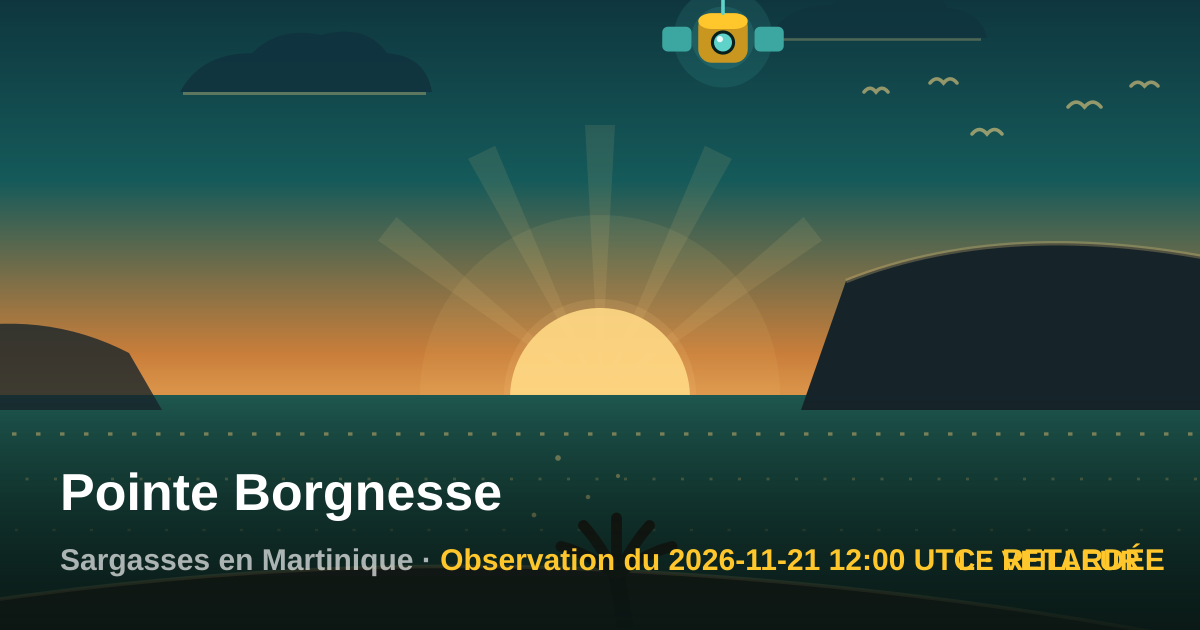 Pointe Borgnesse
Sargasses en Martinique · Observation du 2026-11-21 12:00 UTC